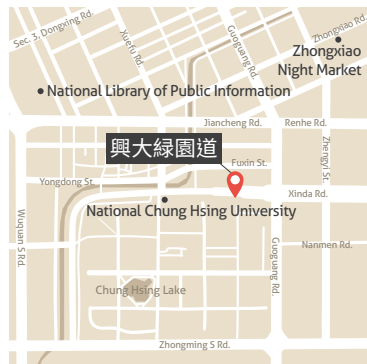 Sec. 3, Dongxing Rd.
Xuefu Rd.
Guoguang Rd.
Zhongxiao Rd.
Zhongxiao
Night Market
National Library of Public Information
Jiancheng Rd.
Renhe Rd.
興大緑園道
Fuxin St.
Zhengyi St.
Yongdong St.
Xinda Rd.
National Chung Hsing University
Wuquan S Rd.
Guoguang Rd.
Nanmen Rd.
Chung Hsing Lake
Zhongming S Rd.